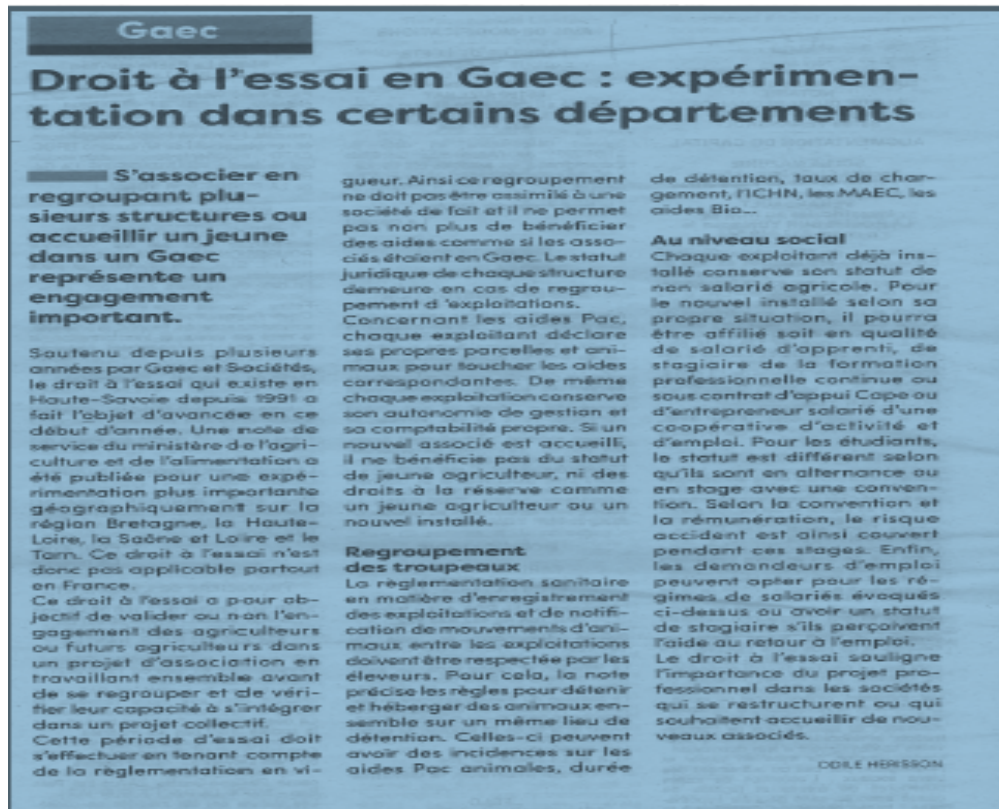 Gaec
Droit à l'essai en Gaec : expérimen-
tation dans certains départements
S'associer en
regroupant plu-
sieurs structures ou
accueillir un jeune
dans un Gaec
représente un
engagement
important.
Soutenu depuis plusieurs
années par Gaec et Sociétés,
le droit à l'essai qui existe en
Haute-Savoie depuis 1991 a
fait l'objet d'avancée en ce
début d'année. Une note de
service du ministère de l'agri-
culture et de l'alimentation a
été publiée pour une expé-
rimentation plus importante
géographiquement sur la
région Bretagne, la Haute-
Loire, la Saône et Loire et le
Tarn. Ce droit à l'essai n'est
donc pas applicable partout
en France.
Ce droit à l'essai a pour ob-
jectif de valider ou non l'en-
gagement des agriculteurs
ou futurs agriculteurs dans
un projet d'association en
travaillant ensemble avant
de se regrouper et de véri-
fier leur capacité à s'intégrer
dans un projet collectif.
Cette période d'essai doit
s'effectuer en tenant compte
de la règlementation en vi-
gueur. Ainsi ce regroupement
ne doit pas être assimilé à une
société de fait et il ne permet
pas non plus de bénéficier
des aides comme si les asso-
ciés étaient en Gaec. Le statut
juridique de chaque structure
demeure en cas de regrou-
pement d 'exploitations.
Concernant les aides Pac,
chaque exploitant déclare
ses propres parcelles et ani-
maux pour toucher les aides
correspondantes. De même
chaque exploitation conserve
son autonomie de gestion et
sa comptabilité propre. Si un
nouvel associé est accueilli,
il ne bénéficie pas du statut
de jeune agriculteur, ni des
droits à la réserve comme
un jeune agriculteur ou un
nouvel installé.
Regroupement
des troupeaux
La règlementation sanitaire
en matière d'enregistrement
des exploitations et de notifi-
cation de mouvements d'ani-
maux entre les exploitations
doivent être respectée par les
éleveurs. Pour cela, la note
précise les règles pour détenir
et héberger des animaux en-
semble sur un même lieu de
détention. Celles-ci peuvent
avoir des incidences sur les
aides Pac animales, durée
de détention, taux de char-
gement, l'ICHN, les MAEC, les
aides Bio...
Au niveau social
Chaque exploitant déjà ins-
tallé conserve son statut de
non salarié agricole. Pour
le nouvel installé selon sa
propre situation, il pourra
être affilié soit en qualité
de salarié d'apprenti, de
stagiaire de la formation
professionnelle continue ou
sous contrat d'appui Cape ou
d'entrepreneur salarié d'une
coopérative d'activité et
d'emploi. Pour les étudiants,
le statut est différent selon
qu'ils sont en alternance ou
en stage avec une conven-
tion. Selon la convention et
la rémunération, le risque
accident est ainsi couvert
pendant ces stages. Enfin,
les demandeurs d'emploi
peuvent opter pour les ré-
gimes de salariés évoqués
ci-dessus ou avoir un statut
de stagiaire s'ils perçoivent
l'aide au retour à l'emploi.
Le droit à l'essai souligne
l'importance du projet pro-
fessionnel dans les sociétés
qui se restructurent ou qui
souhaitent accueillir de nou-
veaux associés.
ODILE HERISSON